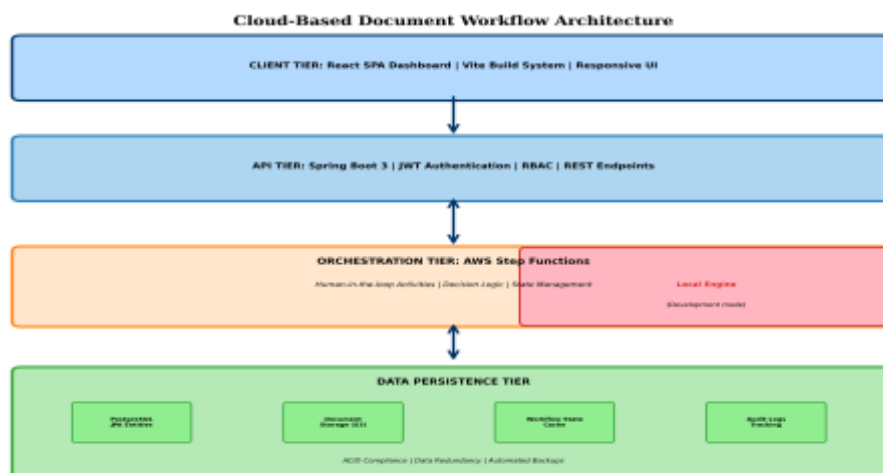 Cloud-Based Document Workflow Architecture
CLIENT TIER: React SPA Dashboard | Vite Build System | Responsive UI
API TIER: Spring Boot 3 | JWT Authentication | RBAC | REST Endpoints
ORCHESTRATION TIER: AWS Step Functions
Human-in-the-loop Activities | Decision Logic | State Management
Local Engine
(Development mode)
DATA PERSISTENCE TIER
PostgreSQL
JPA Entities
Document
Storage (S3)
Workflow State
Cache
Audit Logs
Tracking
ACID Compliance | Data Redundancy | Automated Backups